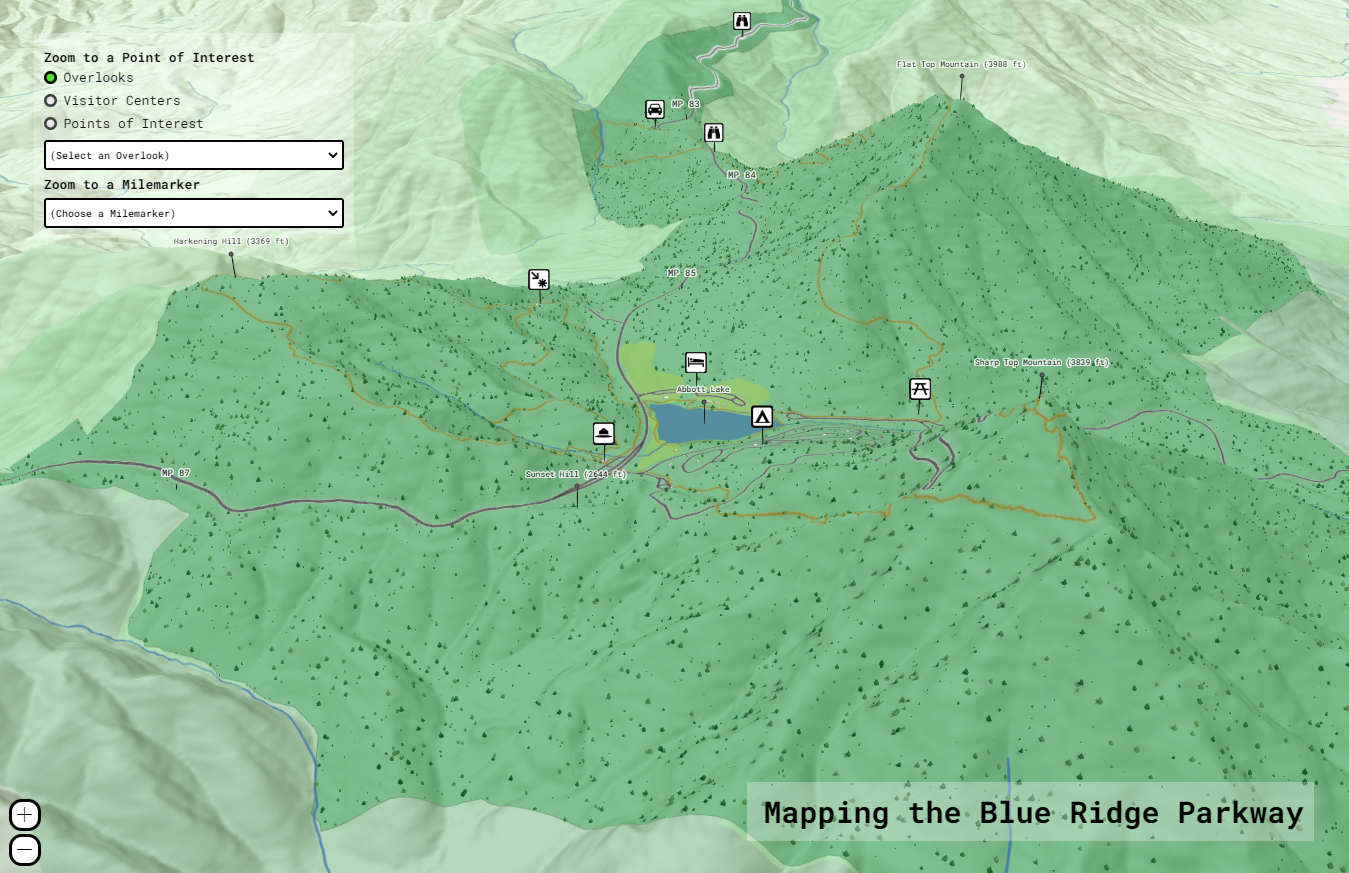 Zoom to a Point of Interest
Overlooks
Visitor Centers
Points of Interest
(Select an Overlook)
Zoom to a Milemarker
(Choose a Milemarker)
Flat Top Mountain (3988 ft)
MP 83
MP 84
Harkening Hill (3369 ft)
MP 85
Sharp Top Mountain (3839 ft)
Abbott Lake
MP 87
Sunset Hill (2644 ft)
Mapping the Blue Ridge Parkway